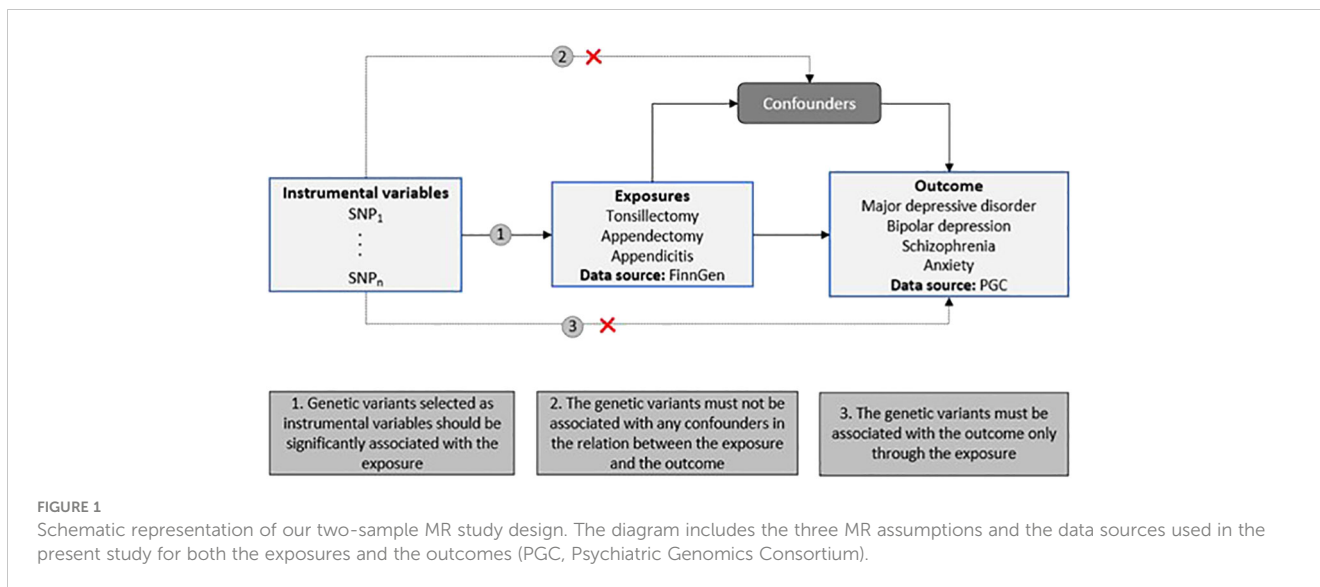 2
Confounders
Instrumental variables
SNP₁
.
.
.
SNPₙ
1
Exposures
Tonsillectomy
Appendectomy
Appendicitis
Data source: FinnGen
Outcome
Major depressive disorder
Bipolar depression
Schizophrenia
Anxiety
Data source: PGC
3
1. Genetic variants selected as
instrumental variables should be
significantly associated with the
exposure
2. The genetic variants must not be
associated with any confounders in
the relation between the exposure
and the outcome
3. The genetic variants must be
associated with the outcome only
through the exposure
FIGURE 1
Schematic representation of our two-sample MR study design. The diagram includes the three MR assumptions and the data sources used in the
present study for both the exposures and the outcomes (PGC, Psychiatric Genomics Consortium).